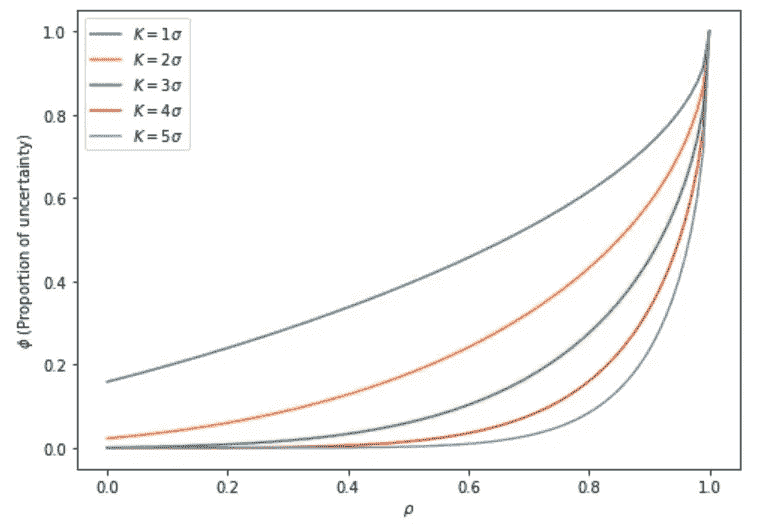 K = 1σ
K = 2σ
K = 3σ
K = 4σ
K = 5σ
1.0
0.8
0.6
0.4
0.2
0.0
ϕ (Proportion of uncertainty)
0.0 0.2 0.4 0.6 0.8 1.0
ρ